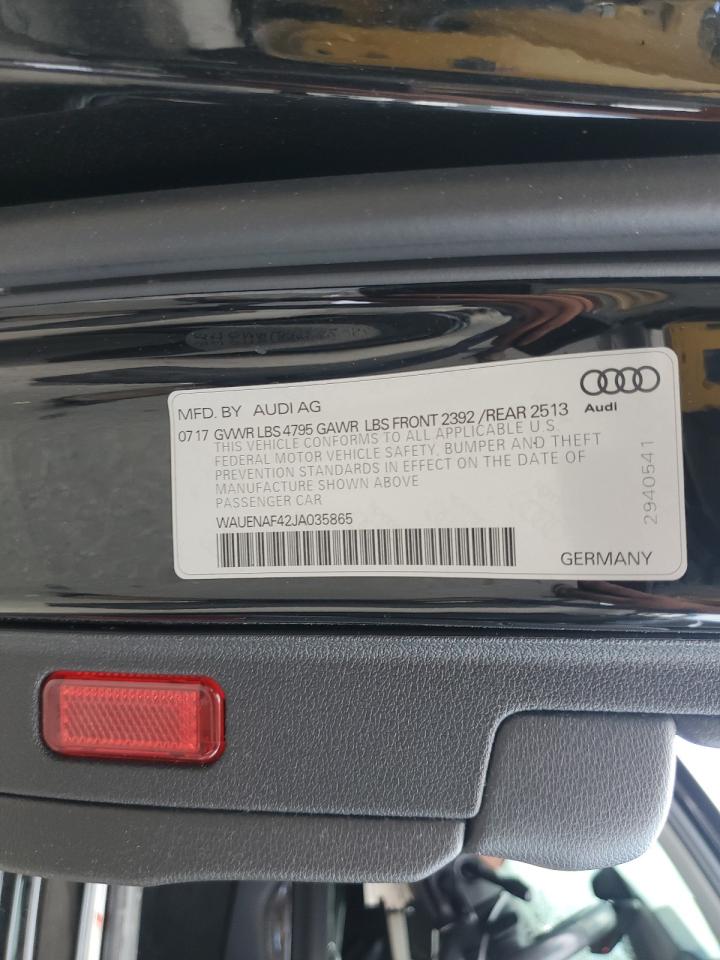 MFD. BY AUDI AG
Audi
07 17 GVWR LBS 4795 GAWR LBS FRONT 2392 /REAR 2513
THIS VEHICLE CONFORMS TO ALL APPLICABLE U.S.
FEDERAL MOTOR VEHICLE SAFETY, BUMPER AND THEFT
PREVENTION STANDARDS IN EFFECT ON THE DATE OF
MANUFACTURE SHOWN ABOVE
PASSENGER CAR
WAUENAF42JA035865
GERMANY
2940541